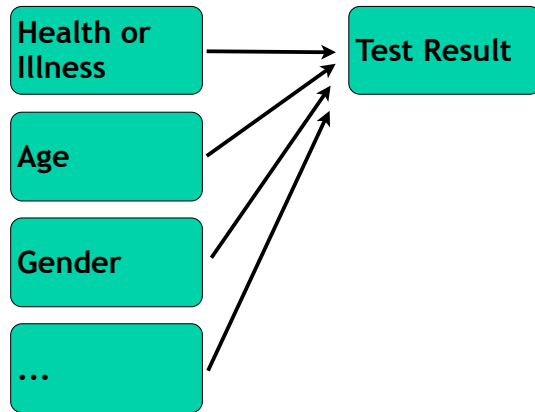 Health or
Illness
Test Result
Age
Gender
...